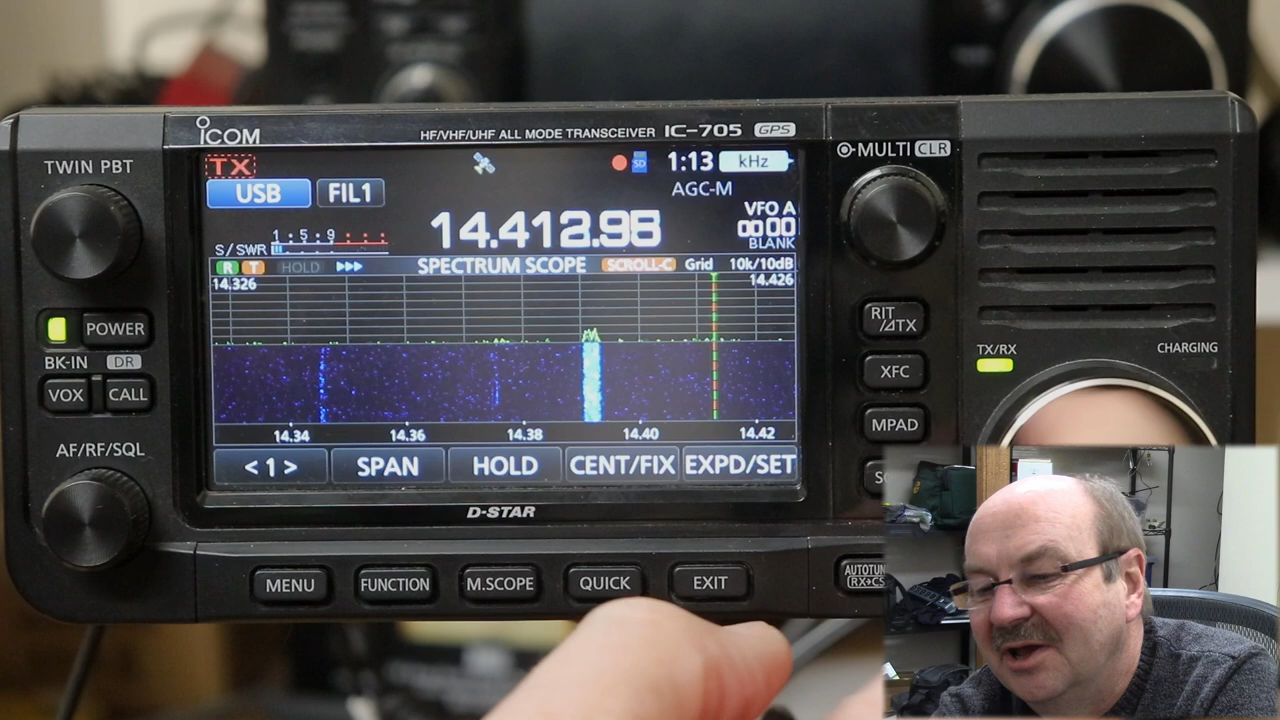 ICOM
HF/VHF/UHF ALL MODE TRANSCEIVER IC-705 GPS
TWIN PBT
MULTI CLR
TX
SD
1:13
kHz
USB FIL1
AGC-M
14.412.98
VFO A
00 00
BLANK
S/SWR 1 5 9
R T HOLD SPECTRUM SCOPE SCROLL-C Grid 10k/10dB
14.326 14.426
14.34 14.36 14.38 14.40 14.42
<1> SPAN HOLD CENT/FIX EXPD/SET
D-STAR
POWER
BK-IN DR
VOX CALL
AF/RF/SQL
RIT
/⊿TX
XFC
MPAD
TX/RX CHARGING
MENU FUNCTION M.SCOPE QUICK EXIT